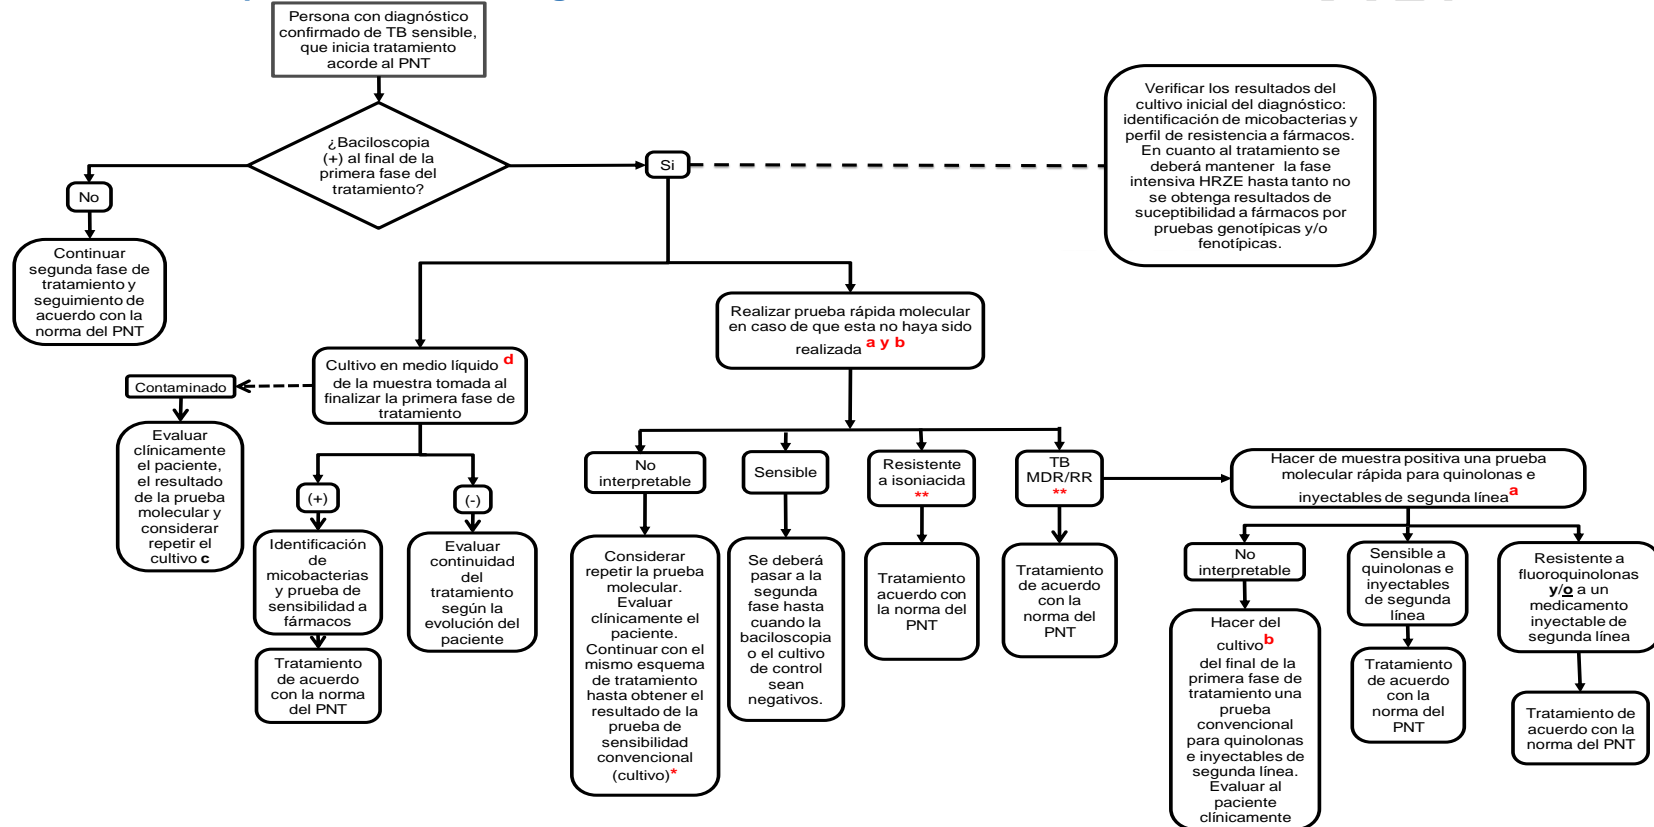 Persona con diagnóstico
confirmado de TB sensible,
que inicia tratamiento
acorde al PNT
¿Baciloscopia
(+) al final de la
primera fase del
tratamiento?
Si
No
Continuar
segunda fase de
tratamiento y
seguimiento de
acuerdo con la
norma del PNT
Verificar los resultados del
cultivo inicial del diagnóstico:
identificación de micobacterias y
perfil de resistencia a fármacos.
En cuanto al tratamiento se
deberá mantener la fase
intensiva HRZE hasta tanto no
se obtenga resultados de
suceptibilidad a fármacos por
pruebas genotípicas y/o
fenotípicas.
Cultivo en medio líquido d
de la muestra tomada al
finalizar la primera fase de
tratamiento
Contaminado
Evaluar
clínicamente
el paciente,
el resultado
de la prueba
molecular y
considerar
repetir el
cultivo c
(+)
Identificación
de
micobacterias
y prueba de
sensibilidad a
fármacos
Tratamiento
de acuerdo
con la norma
del PNT
(-)
Evaluar
continuidad
del
tratamiento
según la
evolución del
paciente
Realizar prueba rápida molecular
en caso de que esta no haya sido
realizada a y b
No
interpretable
Considerar
repetir la prueba
molecular.
Evaluar
clínicamente el
paciente.
Continuar con el
mismo esquema
de tratamiento
hasta obtener el
resultado de la
prueba de
sensibilidad
convencional
(cultivo)*
Sensible
Se deberá
pasar a la
segunda
fase hasta
cuando la
baciloscopia
o el cultivo
de control
sean
negativos.
Resistente
a isoniacida
**
Tratamiento
acuerdo con
la norma del
PNT
TB
MDR/RR
**
Tratamiento
de acuerdo
con la
norma del
PNT
Hacer de muestra positiva una prueba
molecular rápida para quinolonas e
inyectables de segunda línea a
No
interpretable
Hacer del
cultivo b
del final de la
primera fase de
tratamiento una
prueba
convencional
para quinolonas
e inyectables de
segunda línea.
Evaluar al
paciente
clínicamente
Sensible a
quinolonas e
inyectables
de segunda
línea
Tratamiento
de acuerdo
con la
norma del
PNT
Resistente a
fluoroquinolonas
y/o a un
medicamento
inyectable de
segunda línea
Tratamiento de
acuerdo con la
norma del PNT